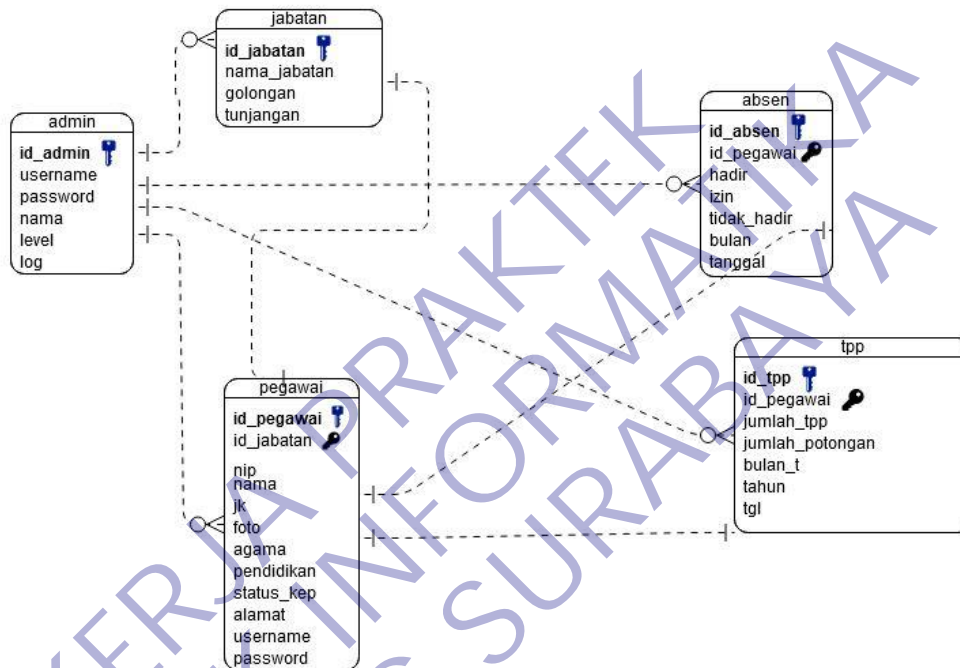 jabatan
id_jabatan
nama_jabatan
golongan
tunjangan
admin
id_admin
username
password
nama
level
log
absen
id_absen
id_pegawai
hadir
izin
tidak_hadir
bulan
tanggal
pegawai
id_pegawai
id_jabatan
nip
nama
jk
foto
agama
pendidikan
status_kep
alamat
username
password
tpp
id_tpp
id_pegawai
jumlah_tpp
jumlah_potongan
bulan_t
tahun
tgl
KERJA PRAKTEK
INFORMATIKA
SURABAYA